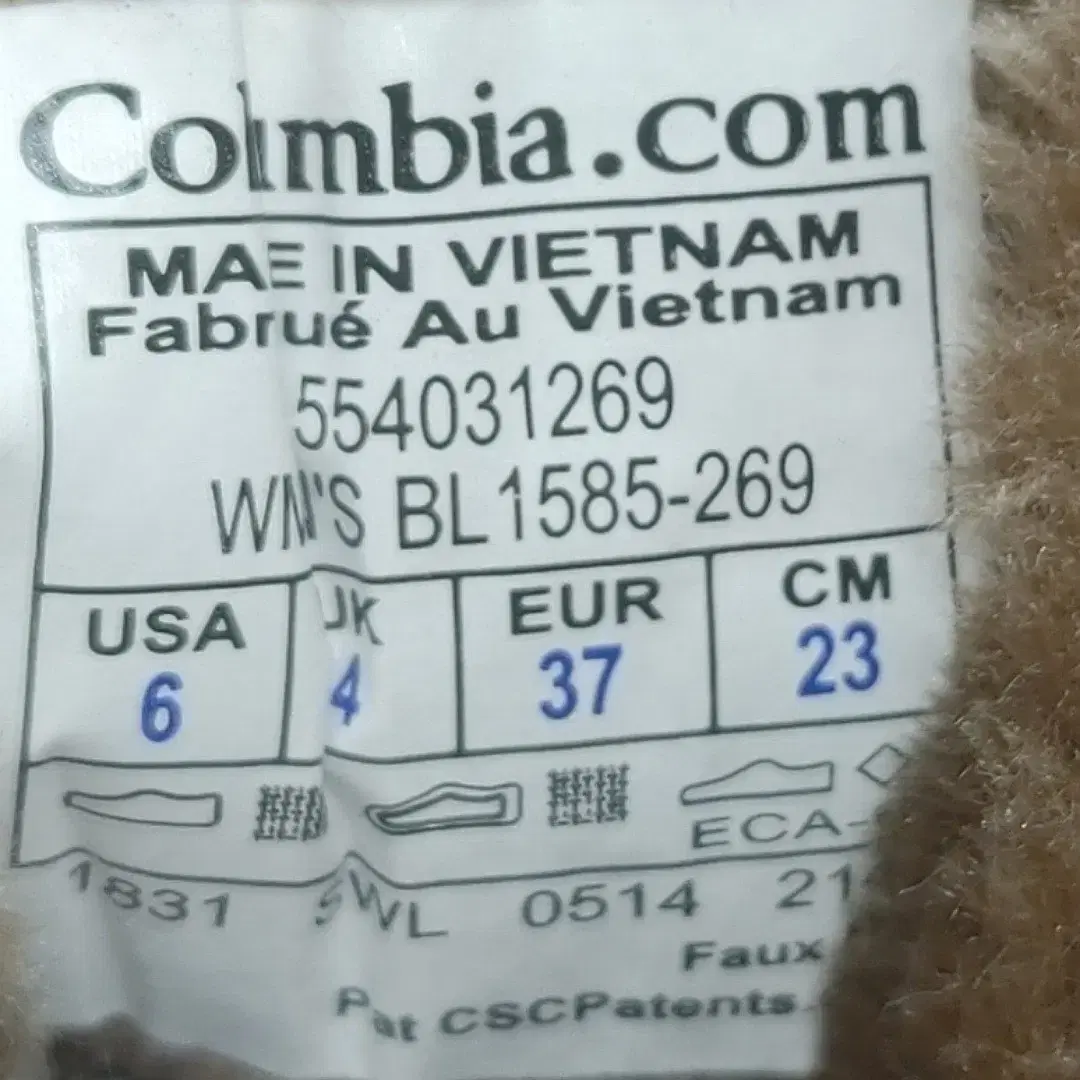 Colmbia.com
MAE IN VIETNAM
Fabrué Au Vietnam
554031269
WN'S BL1585-269
USA UK EUR CM
6 4 37 23
ECA-
1831 SWL 0514 21
Faux
Pat CSCPatents